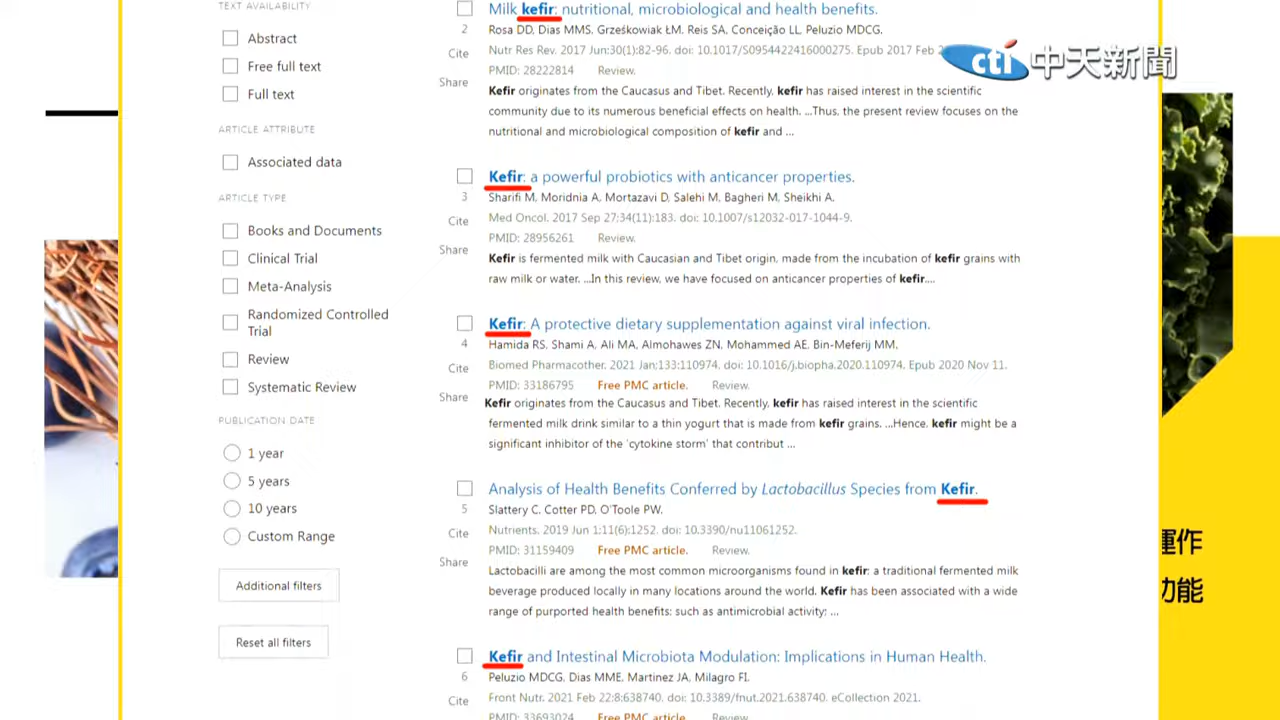 TEXT AVAILABILITY
Abstract
Free full text
Full text
ARTICLE ATTRIBUTE
Associated data
ARTICLE TYPE
Books and Documents
Clinical Trial
Meta-Analysis
Randomized Controlled
Trial
Review
Systematic Review
PUBLICATION DATE
1 year
5 years
10 years
Custom Range
Additional filters
Reset all filters
Milk kefir: nutritional, microbiological and health benefits.
2
Rosa DD, Dias MMS, Grześkowiak ŁM, Reis SA, Conceição LL, Peluzio MDCG.
Cite
Nutr Res Rev. 2017 Jun;30(1):82-96. doi: 10.1017/S0954422416000275. Epub 2017 Feb
PMID: 28222814 Review.
Share
Kefir originates from the Caucasus and Tibet. Recently, kefir has raised interest in the scientific
community due to its numerous beneficial effects on health. ...Thus, the present review focuses on the
nutritional and microbiological composition of kefir and ...
Kefir: a powerful probiotics with anticancer properties.
3
Sharifi M, Moridnia A, Mortazavi D, Salehi M, Bagheri M, Sheikhi A.
Cite
Med Oncol. 2017 Sep 27;34(11):183. doi: 10.1007/s12032-017-1044-9.
PMID: 28956261 Review.
Share
Kefir is fermented milk with Caucasian and Tibet origin, made from the incubation of kefir grains with
raw milk or water. ...In this review, we have focused on anticancer properties of kefir....
Kefir: A protective dietary supplementation against viral infection.
4
Hamida RS, Shami A, Ali MA, Almohawes ZN, Mohammed AE, Bin-Meferij MM.
Cite
Biomed Pharmacother. 2021 Jan;133:110974. doi: 10.1016/j.biopha.2020.110974. Epub 2020 Nov 11.
PMID: 33186795 Free PMC article. Review.
Share
Kefir originates from the Caucasus and Tibet. Recently, kefir has raised interest in the scientific
fermented milk drink similar to a thin yogurt that is made from kefir grains. ...Hence, kefir might be a
significant inhibitor of the 'cytokine storm' that contribut ...
Analysis of Health Benefits Conferred by Lactobacillus Species from Kefir.
5
Slattery C, Cotter PD, O'Toole PW.
Cite
Nutrients. 2019 Jun 1;11(6):1252. doi: 10.3390/nu11061252.
PMID: 31159409 Free PMC article. Review.
Share
Lactobacilli are among the most common microorganisms found in kefir; a traditional fermented milk
beverage produced locally in many locations around the world. Kefir has been associated with a wide
range of purported health benefits; such as antimicrobial activity; ...
Kefir and Intestinal Microbiota Modulation: Implications in Human Health.
6
Peluzio MDCG, Dias MME, Martinez JA, Milagro FI.
Cite
Front Nutr. 2021 Feb 22;8:638740. doi: 10.3389/fnut.2021.638740. eCollection 2021.
PMID: 33693024 Free PMC article. Review.
cti 中天新聞
運作
功能